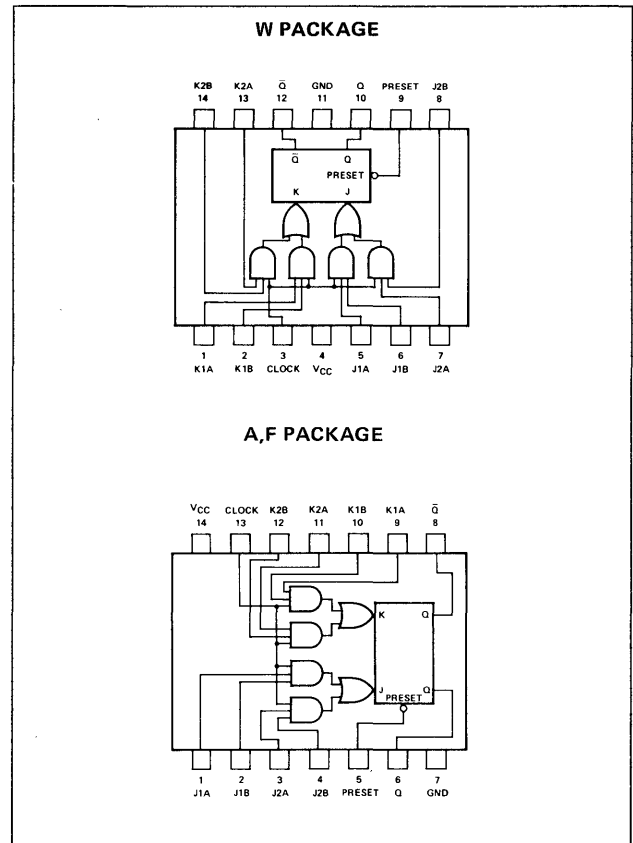 W PACKAGE
K2B K2A Q̅ GND Q PRESET J2B
14 13 12 11 10 9 8
Q̅ Q
PRESET
K J
1 2 3 4 5 6 7
K1A K1B CLOCK VCC J1A J1B J2A
A,F PACKAGE
VCC CLOCK K2B K2A K1B K1A Q̅
14 13 12 11 10 9 8
K Q
J Q
PRESET
1 2 3 4 5 6 7
J1A J1B J2A J2B PRESET Q GND